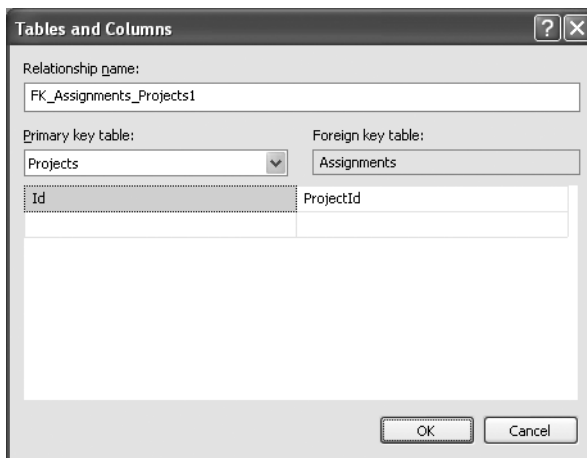 Tables and Columns
Relationship name:
FK_Assignments_Projects1
Primary key table:
Foreign key table:
Projects
Assignments
Id
ProjectId
OK
Cancel